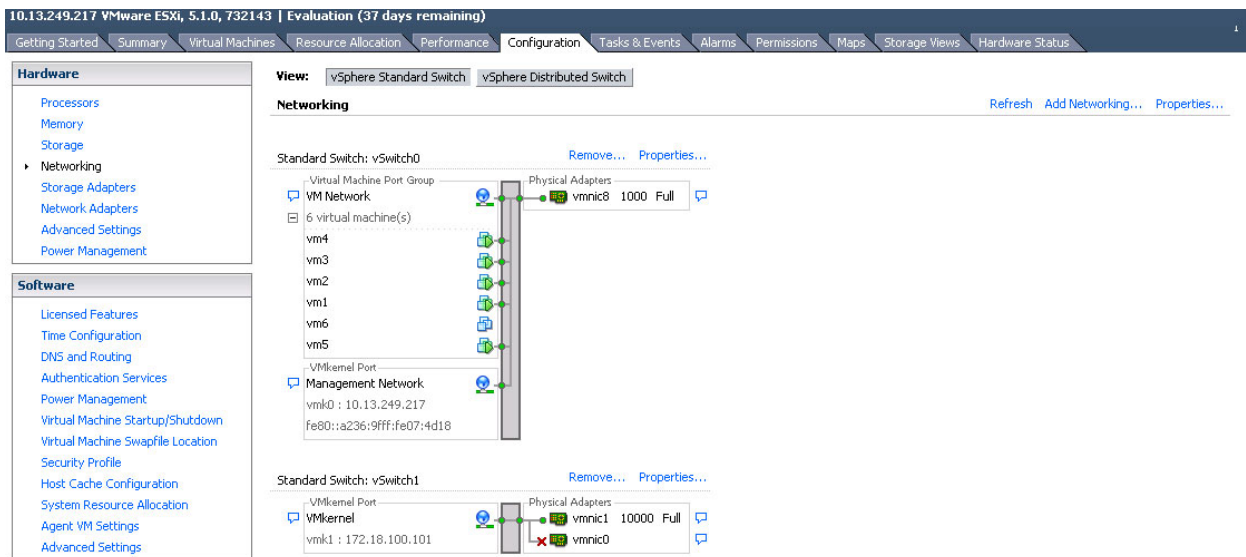 10.13.249.217 VMware ESXi, 5.1.0, 732143 | Evaluation (37 days remaining)
Getting Started Summary Virtual Machines Resource Allocation Performance Configuration Tasks & Events Alarms Permissions Maps Storage Views Hardware Status
Hardware
Processors
Memory
Storage
Networking
Storage Adapters
Network Adapters
Advanced Settings
Power Management
Software
Licensed Features
Time Configuration
DNS and Routing
Authentication Services
Power Management
Virtual Machine Startup/Shutdown
Virtual Machine Swapfile Location
Security Profile
Host Cache Configuration
System Resource Allocation
Agent VM Settings
Advanced Settings
View: vSphere Standard Switch vSphere Distributed Switch
Networking Refresh Add Networking... Properties...
Standard Switch: vSwitch0 Remove... Properties...
Virtual Machine Port Group Physical Adapters
VM Network vmnic8 1000 Full
6 virtual machine(s)
vm4
vm3
vm2
vm1
vm6
vm5
VMkernel Port
Management Network
vmk0 : 10.13.249.217
fe80::a236:9fff:fe07:4d18
Standard Switch: vSwitch1 Remove... Properties...
VMkernel Port Physical Adapters
VMkernel vmnic1 10000 Full
vmk1 : 172.18.100.101 vmnic0